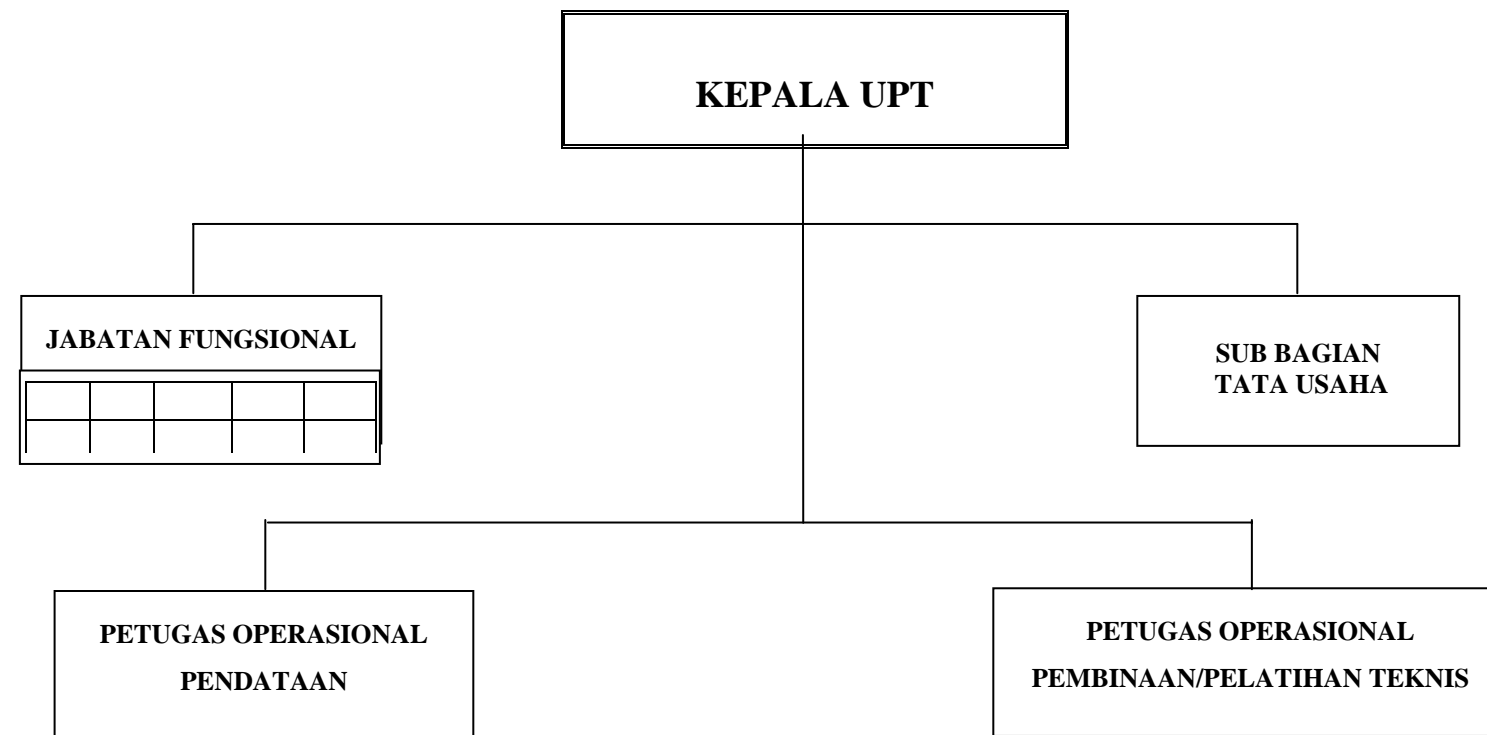 KEPALA UPT
JABATAN FUNGSIONAL
SUB BAGIAN
TATA USAHA
PETUGAS OPERASIONAL
PENDATAAN
PETUGAS OPERASIONAL
PEMBINAAN/PELATIHAN TEKNIS